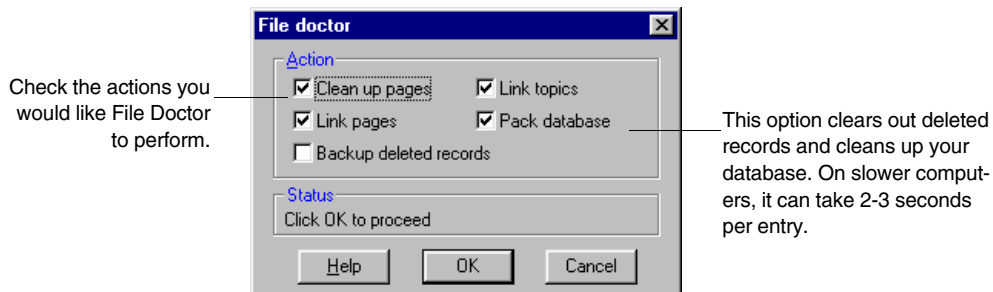 File doctor
Action
Clean up pages
Link topics
Link pages
Pack database
Backup deleted records
Status
Click OK to proceed
Help
OK
Cancel
Check the actions you
would like File Doctor
to perform.
This option clears out deleted
records and cleans up your
database. On slower comput-
ers, it can take 2-3 seconds
per entry.